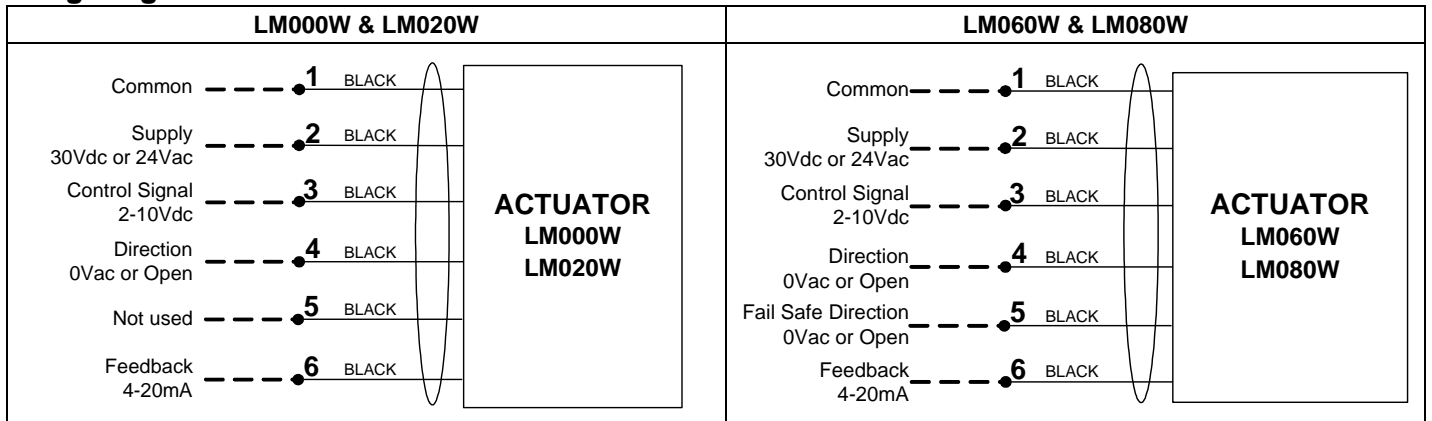 LM000W & LM020W
Common
1 BLACK
Supply
30Vdc or 24Vac
2 BLACK
Control Signal
2-10Vdc
3 BLACK
Direction
0Vac or Open
4 BLACK
Not used
5 BLACK
Feedback
4-20mA
6 BLACK
ACTUATOR
LM000W
LM020W
LM060W & LM080W
Common
1 BLACK
Supply
30Vdc or 24Vac
2 BLACK
Control Signal
2-10Vdc
3 BLACK
Direction
0Vac or Open
4 BLACK
Fail Safe Direction
0Vac or Open
5 BLACK
Feedback
4-20mA
6 BLACK
ACTUATOR
LM060W
LM080W